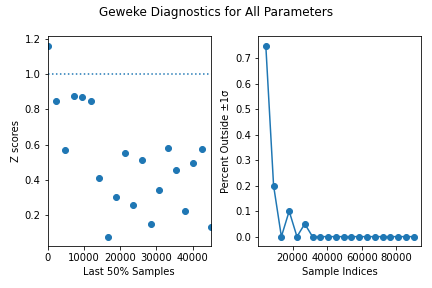 Geweke Diagnostics for All Parameters
1.2
1.0
0.8
0.6
0.4
0.2
Z scores
0 10000 20000 30000 40000
Last 50% Samples
0.7
0.6
0.5
0.4
0.3
0.2
0.1
0.0
Percent Outside ±1σ
20000 40000 60000 80000
Sample Indices